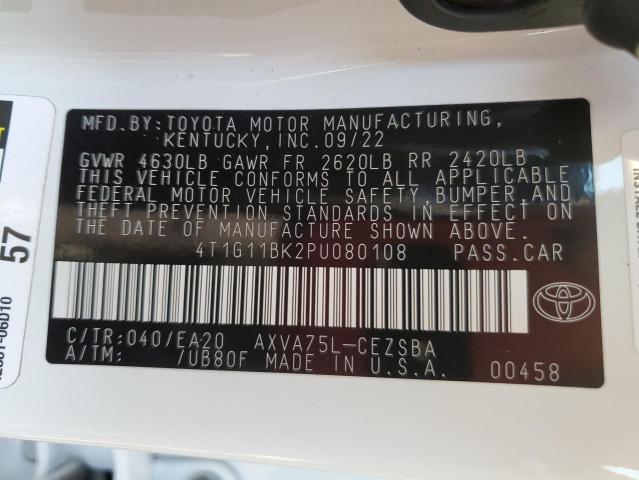 MFD.BY:TOYOTA MOTOR MANUFACTURING,
KENTUCKY,INC.09/22
GVWR 4630LB GAWR FR 2620LB RR 2420LB
THIS VEHICLE CONFORMS TO ALL APPLICABLE
FEDERAL MOTOR VEHICLE SAFETY,BUMPER,AND
THEFT PREVENTION STANDARDS IN EFFECT ON
THE DATE OF MANUFACTURE SHOWN ABOVE.
4T1G11BK2PU080108 PASS.CAR
C/TR:040/EA20 AXVA75L-CEZSBA
A/TM: 7UB80F MADE IN U.S.A. 00458
57